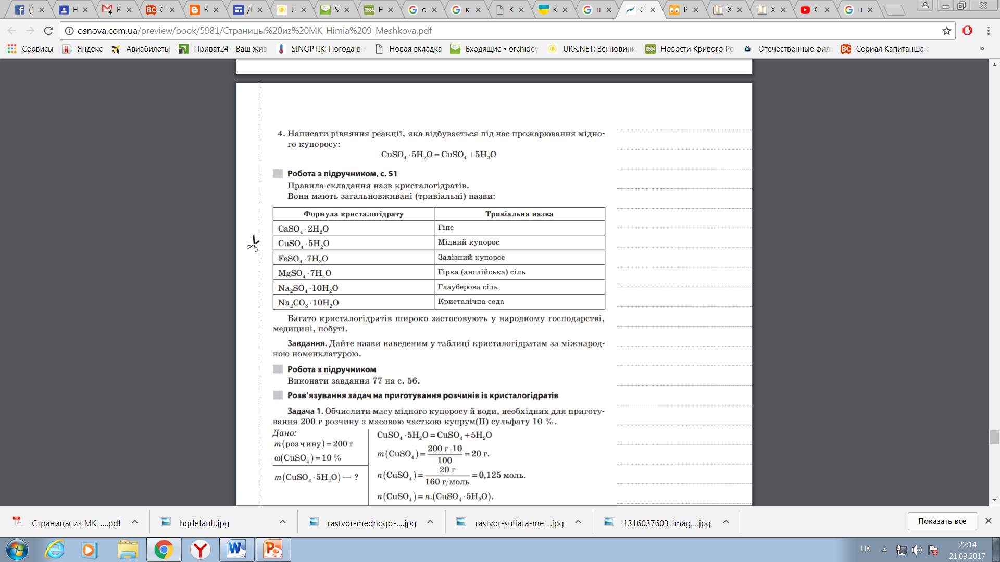 (1
Н
4
В
С
В
Д
U
S
Н
о
к
К
К
н
С
Р
Х
Х
С
н
osnova.com.ua/preview/book/5981/Страницы%20из%20МК_Himia%209_Meshkova.pdf
Сервисы
Яндекс
Авиабилеты
Приват24 - Ваш жив
SINOPTIK: Погода в
Новая вкладка
Входящие • orchidey
UKR.NET: Всі новини
Новости Кривого Ро
Отечественные фил
Сериал Капитанша с
»
4. Написати рівняння реакції, яка відбувається під час прожарювання мідно-
го купоросу:
CuSO₄ · 5H₂O = CuSO₄ + 5H₂O
Робота з підручником, с. 51
Правила складання назв кристалогідратів.
Вони мають загальновживані (тривіальні) назви:
Формула кристалогідрату Тривіальна назва
CaSO₄ · 2H₂O Гіпс
CuSO₄ · 5H₂O Мідний купорос
FeSO₄ · 7H₂O Залізний купорос
MgSO₄ · 7H₂O Гірка (англійська) сіль
Na₂SO₄ · 10H₂O Глауберова сіль
Na₂CO₃ · 10H₂O Кристалічна сода
Багато кристалогідратів широко застосовують у народному господарстві,
медицині, побуті.
Завдання. Дайте назви наведеним у таблиці кристалогідратам за міжнарод-
ною номенклатурою.
Робота з підручником
Виконати завдання 77 на с. 56.
Розв’язування задач на приготування розчинів із кристалогідратів
Задача 1. Обчислити масу мідного купоросу й води, необхідних для приготу-
вання 200 г розчину з масовою часткою купрум(II) сульфату 10 %.
Дано:
m(розчину) = 200 г
ω(CuSO₄) = 10 %
m(CuSO₄ · 5H₂O) — ?
CuSO₄ · 5H₂O = CuSO₄ + 5H₂O
m(CuSO₄) = 200 г · 10 / 100 = 20 г.
n(CuSO₄) = 20 г / 160 г/моль = 0,125 моль.
n(CuSO₄) = n.(CuSO₄ · 5H₂O).
Страницы из МК_....pdf
hqdefault.jpg
rastvor-mednogo-....jpg
rastvor-sulfata-me....jpg
1316037603_imag....jpg
Показать все
UK
22:14
21.09.2017